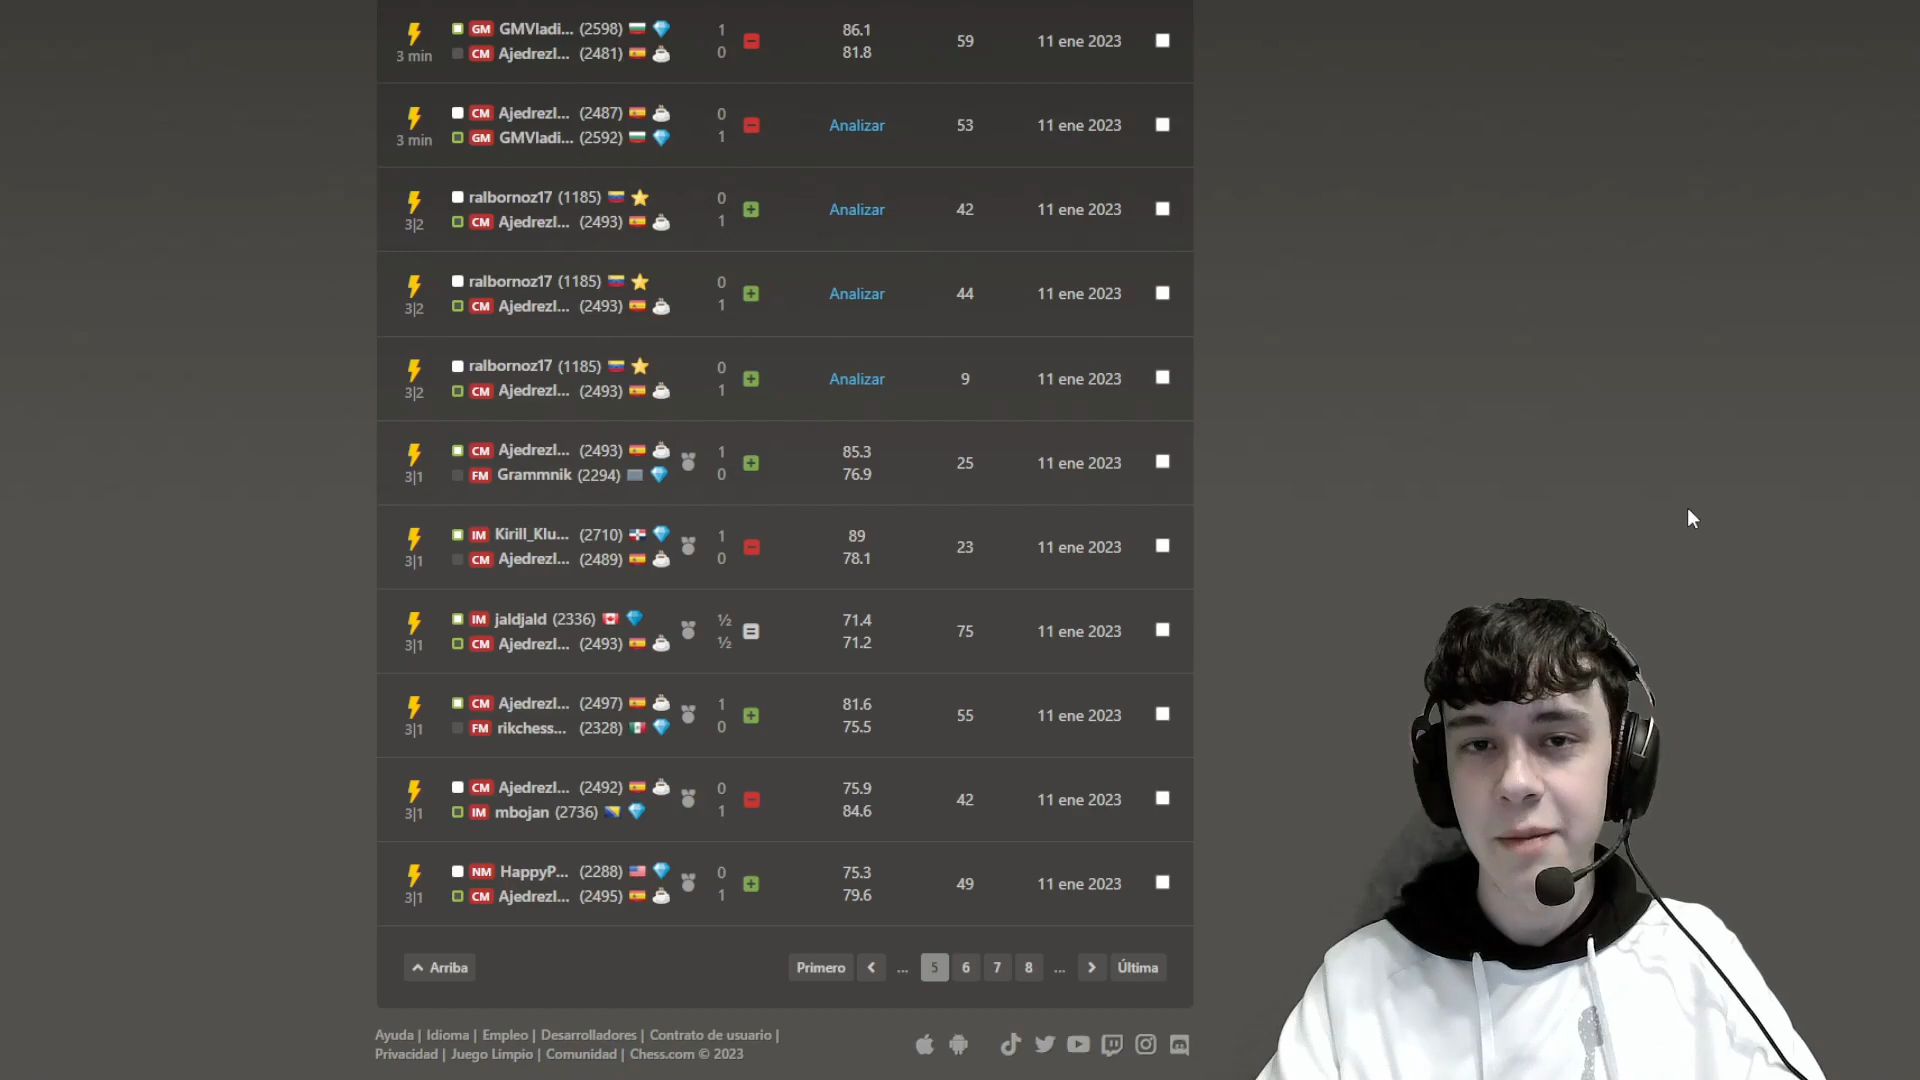 GM GMVladi... (2598) 1 86.1 59 11 ene 2023
3 min CM Ajedrezl... (2481) 0 81.8
CM Ajedrezl... (2487) 0 Analizar 53 11 ene 2023
3 min GM GMVladi... (2592) 1
ralbornoz17 (1185) 0 Analizar 42 11 ene 2023
3|2 CM Ajedrezl... (2493) 1
ralbornoz17 (1185) 0 Analizar 44 11 ene 2023
3|2 CM Ajedrezl... (2493) 1
ralbornoz17 (1185) 0 Analizar 9 11 ene 2023
3|2 CM Ajedrezl... (2493) 1
CM Ajedrezl... (2493) 1 85.3 25 11 ene 2023
3|1 FM Grammnik (2294) 0 76.9
IM Kirill_Klu... (2710) 1 89 23 11 ene 2023
3|1 CM Ajedrezl... (2489) 0 78.1
IM jaldjald (2336) ½ 71.4 75 11 ene 2023
3|1 CM Ajedrezl... (2493) ½ 71.2
CM Ajedrezl... (2497) 1 81.6 55 11 ene 2023
3|1 FM rikchess... (2328) 0 75.5
CM Ajedrezl... (2492) 0 75.9 42 11 ene 2023
3|1 IM mbojan (2736) 1 84.6
NM HappyP... (2288) 0 75.3 49 11 ene 2023
3|1 CM Ajedrezl... (2495) 1 79.6
Arriba Primero ... 5 6 7 8 ... Última
Ayuda | Idioma | Empleo | Desarrolladores | Contrato de usuario |
Privacidad | Juego Limpio | Comunidad | Chess.com © 2023